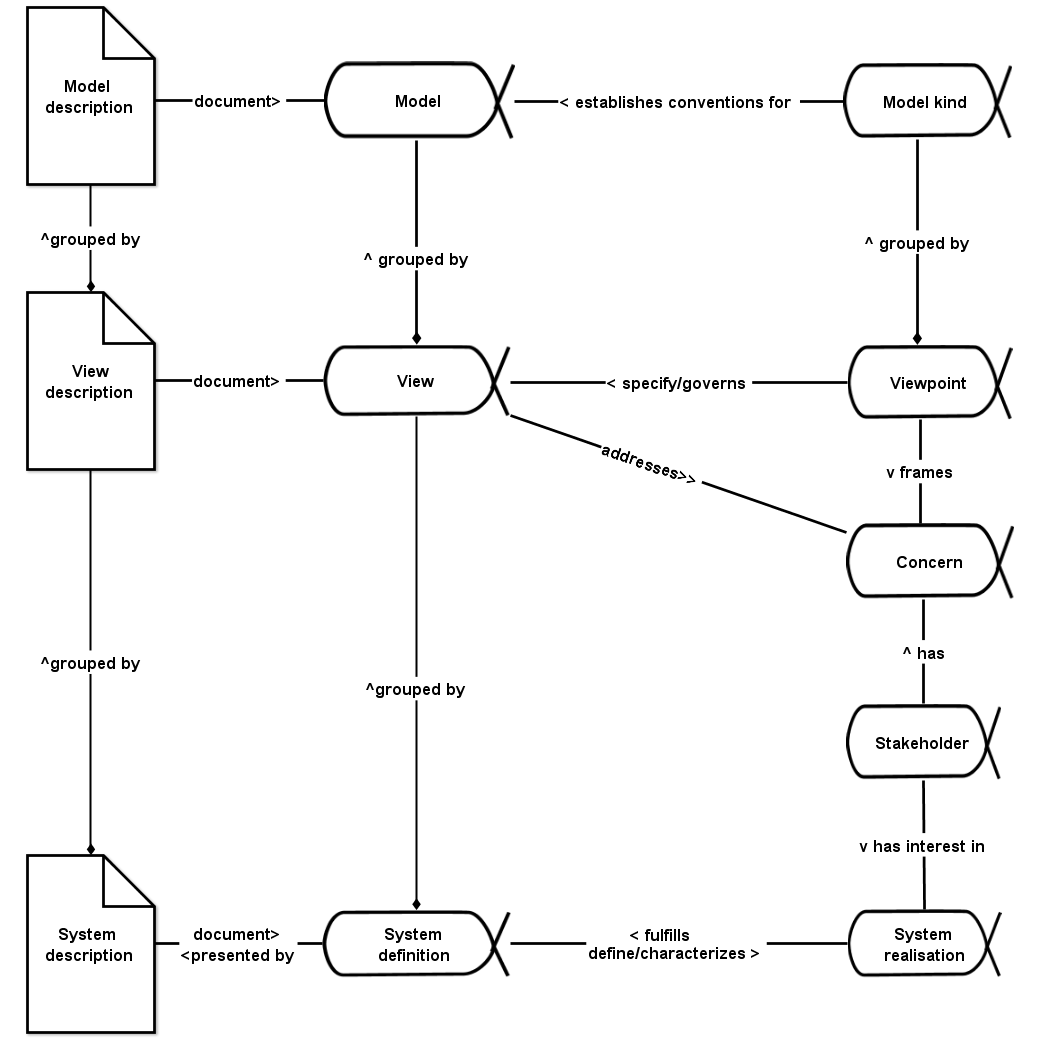 Model
description
document>
Model
< establishes conventions for
Model kind
^grouped by
^ grouped by
^ grouped by
View
description
document>
View
< specify/governs
Viewpoint
addresses>>
v frames
Concern
^grouped by
^grouped by
^ has
Stakeholder
v has interest in
System
description
document>
<presented by
System
definition
< fulfills
define/characterizes >
System
realisation